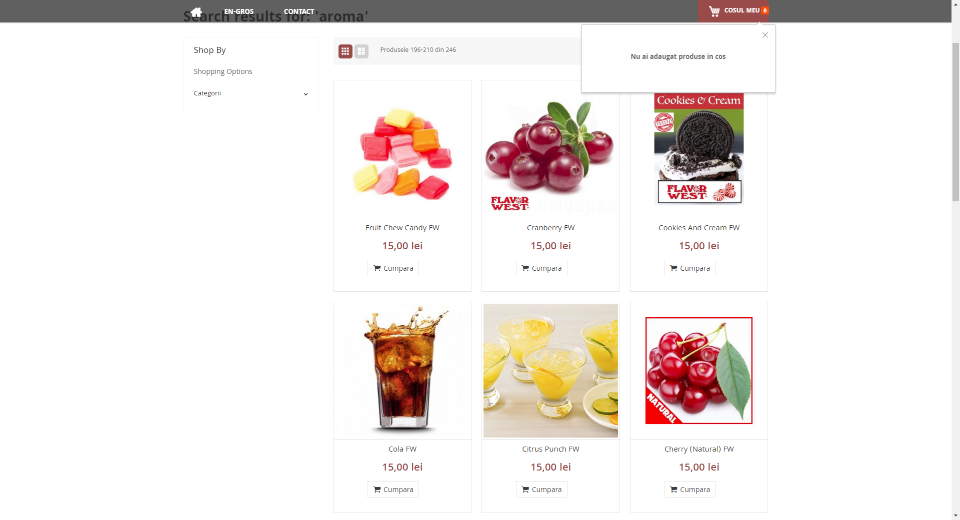 Search results for: 'aroma'
EN-GROS
CONTACT
COSUL MEU 0
Nu ai adaugat produse in cos
Shop By
Shopping Options
Categorii
Produsele 196-210 din 246
FLAVOR WEST
Cookies & Cream
FLAVOR WEST
Fruit Chew Candy FW
Cranberry FW
Cookies And Cream FW
15,00 lei
15,00 lei
15,00 lei
Cumpara
Cumpara
Cumpara
NATURAL
Cola FW
Citrus Punch FW
Cherry (Natural) FW
15,00 lei
15,00 lei
15,00 lei
Cumpara
Cumpara
Cumpara